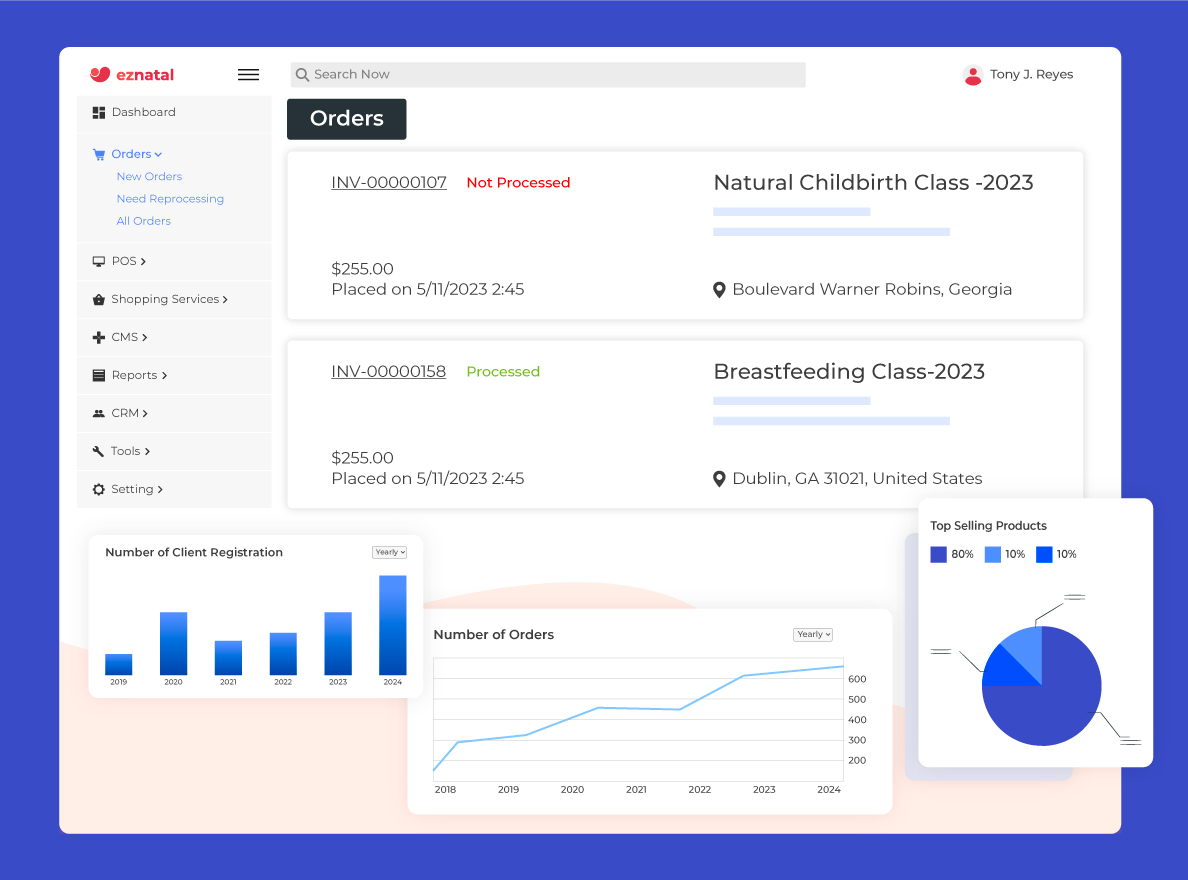 eznatal
Search Now
Tony J. Reyes
Dashboard
Orders
New Orders
Need Reprocessing
All Orders
POS
Shopping Services
CMS
Reports
CRM
Tools
Setting
Orders
INV-00000107 Not Processed
Natural Childbirth Class -2023
$255.00
Placed on 5/11/2023 2:45
Boulevard Warner Robins, Georgia
INV-00000158 Processed
Breastfeeding Class-2023
$255.00
Placed on 5/11/2023 2:45
Dublin, GA 31021, United States
Number of Client Registration
Yearly
2019 2020 2021 2022 2023 2024
Number of Orders
Yearly
600
500
400
300
200
2018 2019 2020 2021 2022 2023 2024
Top Selling Products
80% 10% 10%